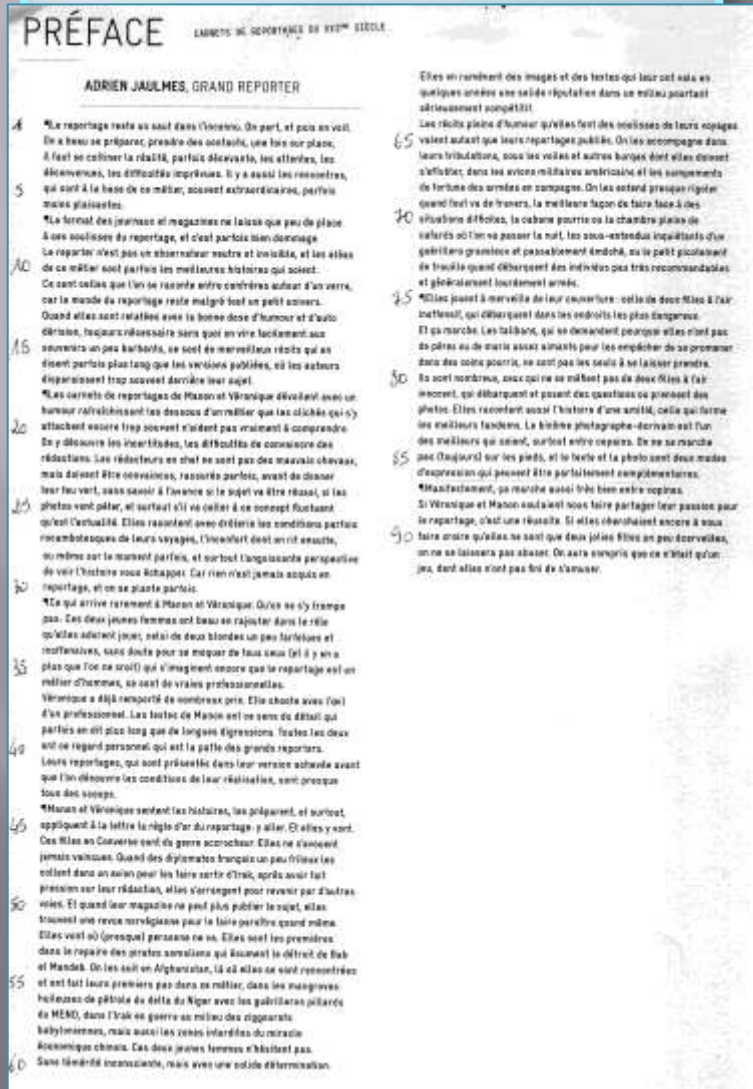 PRÉFACE
CARNETS DE REPORTAGES DU XXIème SIÈCLE
ADRIEN JAULMES, GRAND REPORTER
1 ¶Le reportage reste un saut dans l'inconnu. On part, et puis on voit.
On a beau se préparer, prendre des contacts, une fois sur place,
il faut se coltiner la réalité, parfois décevante, les attentes, les
déconvenues, les difficultés imprévues. Il y a aussi les rencontres,
5 qui sont à la base de ce métier, souvent extraordinaires, parfois
moins plaisantes.
¶Le format des journaux et magazines ne laisse que peu de place
à ces coulisses du reportage, et c'est parfois bien dommage
Le reporter n'est pas un observateur neutre et invisible, et les à-côtés
10 de ce métier sont parfois les meilleures histoires qui soient.
Ce sont celles que l'on se raconte entre confrères autour d'un verre,
car le monde du reportage reste malgré tout un petit univers.
Quand elles sont relatées avec la bonne dose d'humour et d'auto
dérision, toujours nécessaire sans quoi on vire facilement aux
15 souvenirs un peu barbants, ce sont de merveilleux récits qui en
disent parfois plus long que les versions publiées, où les auteurs
disparaissent trop souvent derrière leur sujet.
¶Les carnets de reportages de Manon et Véronique dévoilent avec un
humour rafraîchissant les dessous d'un métier que les clichés qui s'y
20 attachent encore trop souvent n'aident pas vraiment à comprendre
On y découvre les incertitudes, les difficultés de convaincre des
rédactions. Les rédacteurs en chef ne sont pas des mauvais chevaux,
mais doivent être convaincus, rassurés parfois, avant de donner
leur feu vert, sans savoir à l'avance si le sujet va être réussi, si les
25 photos vont péter, et surtout s'il va coller à ce concept fluctuant
qu'est l'actualité. Elles racontent avec drôlerie les conditions parfois
rocambolesques de leurs voyages, l'inconfort dont on rit ensuite,
ou même sur le moment parfois, et surtout l'angoissante perspective
de voir l'histoire vous échapper. Car rien n'est jamais acquis en
30 reportage, et on se plante parfois.
¶Ce qui arrive rarement à Manon et Véronique. Qu'on ne s'y trompe
pas. Ces deux jeunes femmes ont beau en rajouter dans le rôle
qu'elles adorent jouer, celui de deux blondes un peu farfelues et
inoffensives, sans doute pour se moquer de tous ceux (et il y en a
35 plus que l'on ne croit) qui s'imaginent encore que le reportage est un
métier d'hommes, ce sont de vraies professionnelles.
Véronique a déjà remporté de nombreux prix. Elle shoote avec l'œil
d'un professionnel. Les textes de Manon ont ce sens du détail qui
parfois en dit plus long que de longues digressions. Toutes les deux
40 ont ce regard personnel qui est la patte des grands reporters.
Leurs reportages, qui sont présentés dans leur version achevée avant
que l'on découvre les conditions de leur réalisation, sont presque
tous des scoops.
¶Manon et Véronique sentent les histoires, les préparent, et surtout,
45 appliquent à la lettre la règle d'or du reportage: y aller. Et elles y vont.
Ces filles en Converse sont du genre accrocheur. Elles ne s'avouent
jamais vaincues. Quand des diplomates français un peu frileux les
collent dans un avion pour les faire sortir d'Irak, après avoir fait
pression sur leur rédaction, elles s'arrangent pour revenir par d'autres
50 voies. Et quand leur magazine ne peut plus publier le sujet, elles
trouvent une revue norvégienne pour le faire paraître quand même.
Elles vont où (presque) personne ne va. Elles sont les premières
dans le repaire des pirates somaliens qui écument le détroit de Bab
el Mandeb. On les suit en Afghanistan, là où elles se sont rencontrées
55 et ont fait leurs premiers pas dans ce métier, dans les mangroves
huileuses de pétrole du delta du Niger avec les guérilleros pillards
du MEND, dans l'Irak en guerre au milieu des ziggourats
babyloniennes, mais aussi les zones interdites du miracle
économique chinois. Ces deux jeunes femmes n'hésitent pas.
60 Sans témérité inconsciente, mais avec une solide détermination.
Elles en ramènent des images et des textes qui leur ont valu en
quelques années une solide réputation dans un milieu pourtant
sérieusement compétitif.
Les récits pleins d'humour qu'elles font des coulisses de leurs voyages
65 valent autant que leurs reportages publiés. On les accompagne dans
leurs tribulations, sous les voiles et autres burqas dont elles doivent
s'affubler, dans les avions militaires américains et les campements
de fortune des armées en campagne. On les entend presque rigoler
quand tout va de travers, la meilleure façon de faire face à des
70 situations difficiles, la cabane pourrie ou la chambre pleine de
cafards où l'on va passer la nuit, les sous-entendus inquiétants d'un
guérillero graveleux et passablement éméché, ou le petit picotement
de trouille quand débarquent des individus pas très recommandables
et généralement lourdement armés.
75 ¶Elles jouent à merveille de leur couverture : celle de deux filles à l'air
inoffensif, qui débarquent dans les endroits les plus dangereux.
Et ça marche. Les talibans, qui se demandent pourquoi elles n'ont pas
de pères ou de maris assez aimants pour les empêcher de se promener
dans des coins pourris, ne sont pas les seuls à se laisser prendre.
80 Ils sont nombreux, ceux qui ne se méfient pas de deux filles à l'air
innocent, qui débarquent et posent des questions ou prennent des
photos. Elles racontent aussi l'histoire d'une amitié, celle qui forme
les meilleurs tandems. Le binôme photographe-écrivain est l'un
des meilleurs qui soient, surtout entre copains. On ne se marche
85 pas (toujours) sur les pieds, et le texte et la photo sont deux modes
d'expression qui peuvent être parfaitement complémentaires.
¶Manifestement, ça marche aussi très bien entre copines.
Si Véronique et Manon voulaient nous faire partager leur passion pour
le reportage, c'est une réussite. Si elles cherchaient encore à nous
90 faire croire qu'elles ne sont que deux jolies filles un peu écervelées,
on ne se laissera pas abuser. On aura compris que ce n'était qu'un
jeu, dont elles n'ont pas fini de s'amuser.